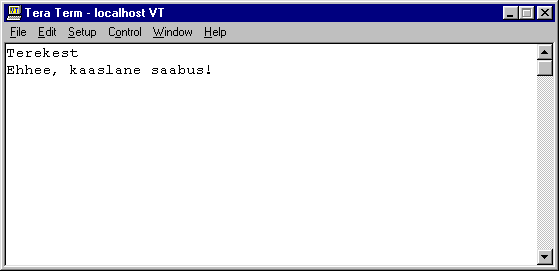 Tera Term - localhost VT
File Edit Setup Control Window Help
Terekest
Ehhee, kaaslane saabus!